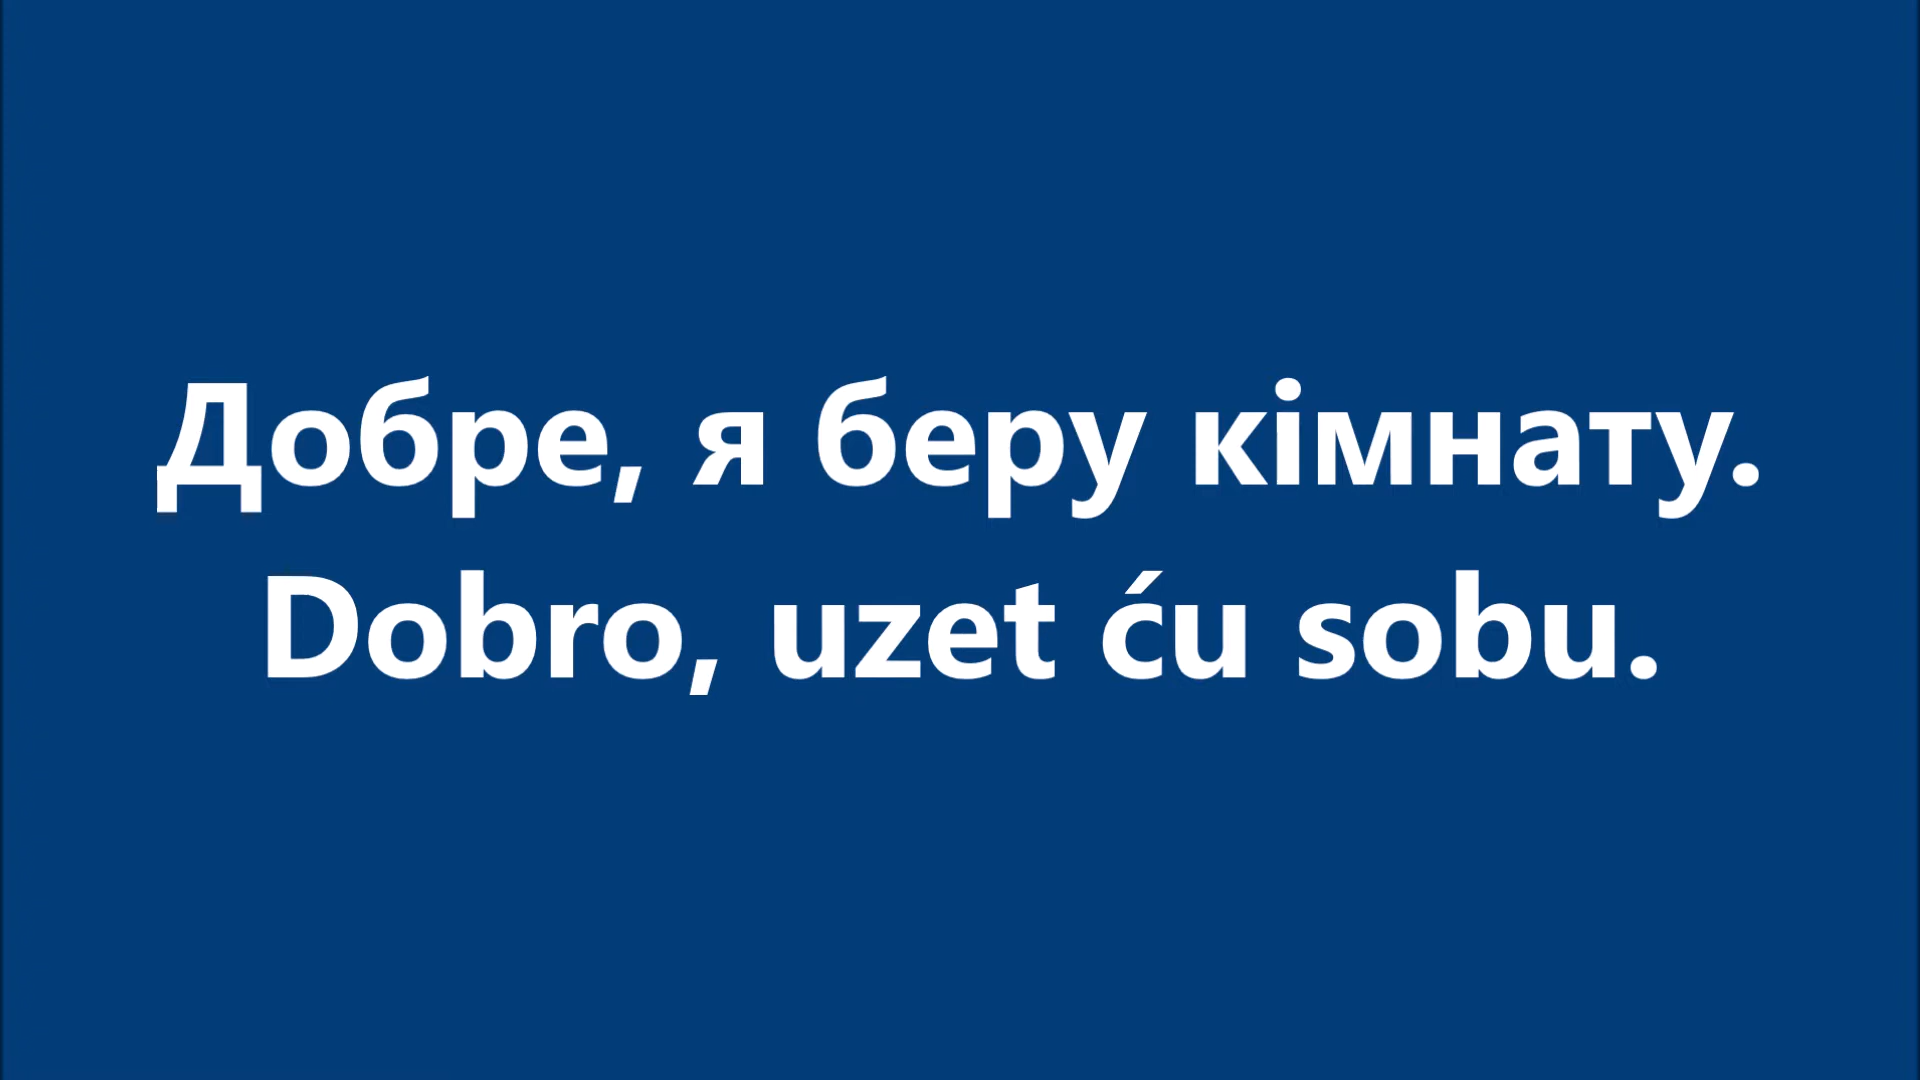 Добре, я беру кімнату.
Dobro, uzet ću sobu.